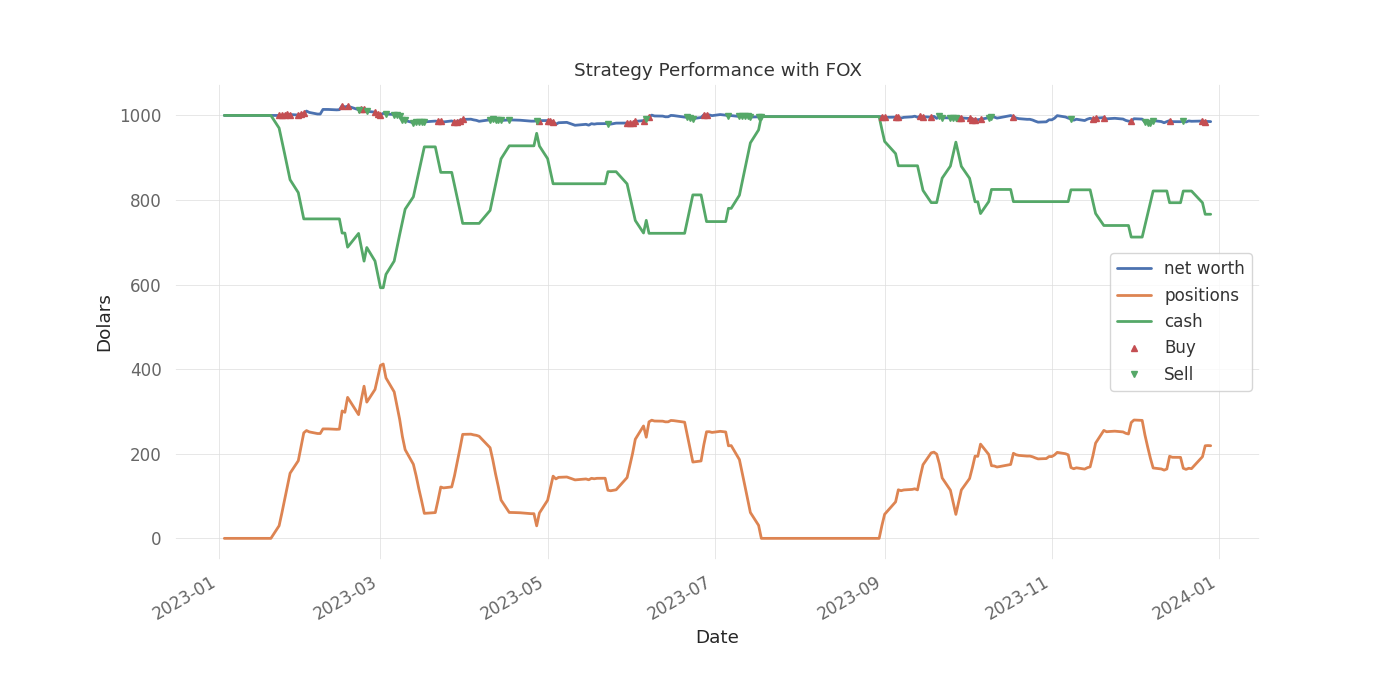 Strategy Performance with FOX
1000
800
600
400
200
0
Dolars
net worth
positions
cash
Buy
Sell
2023-01
2023-03
2023-05
2023-07
2023-09
2023-11
2024-01
Date